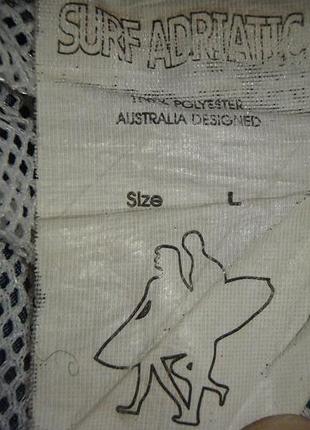 SURF ADRIATIC
POLYESTER
AUSTRALIA DESIGNED
Size L